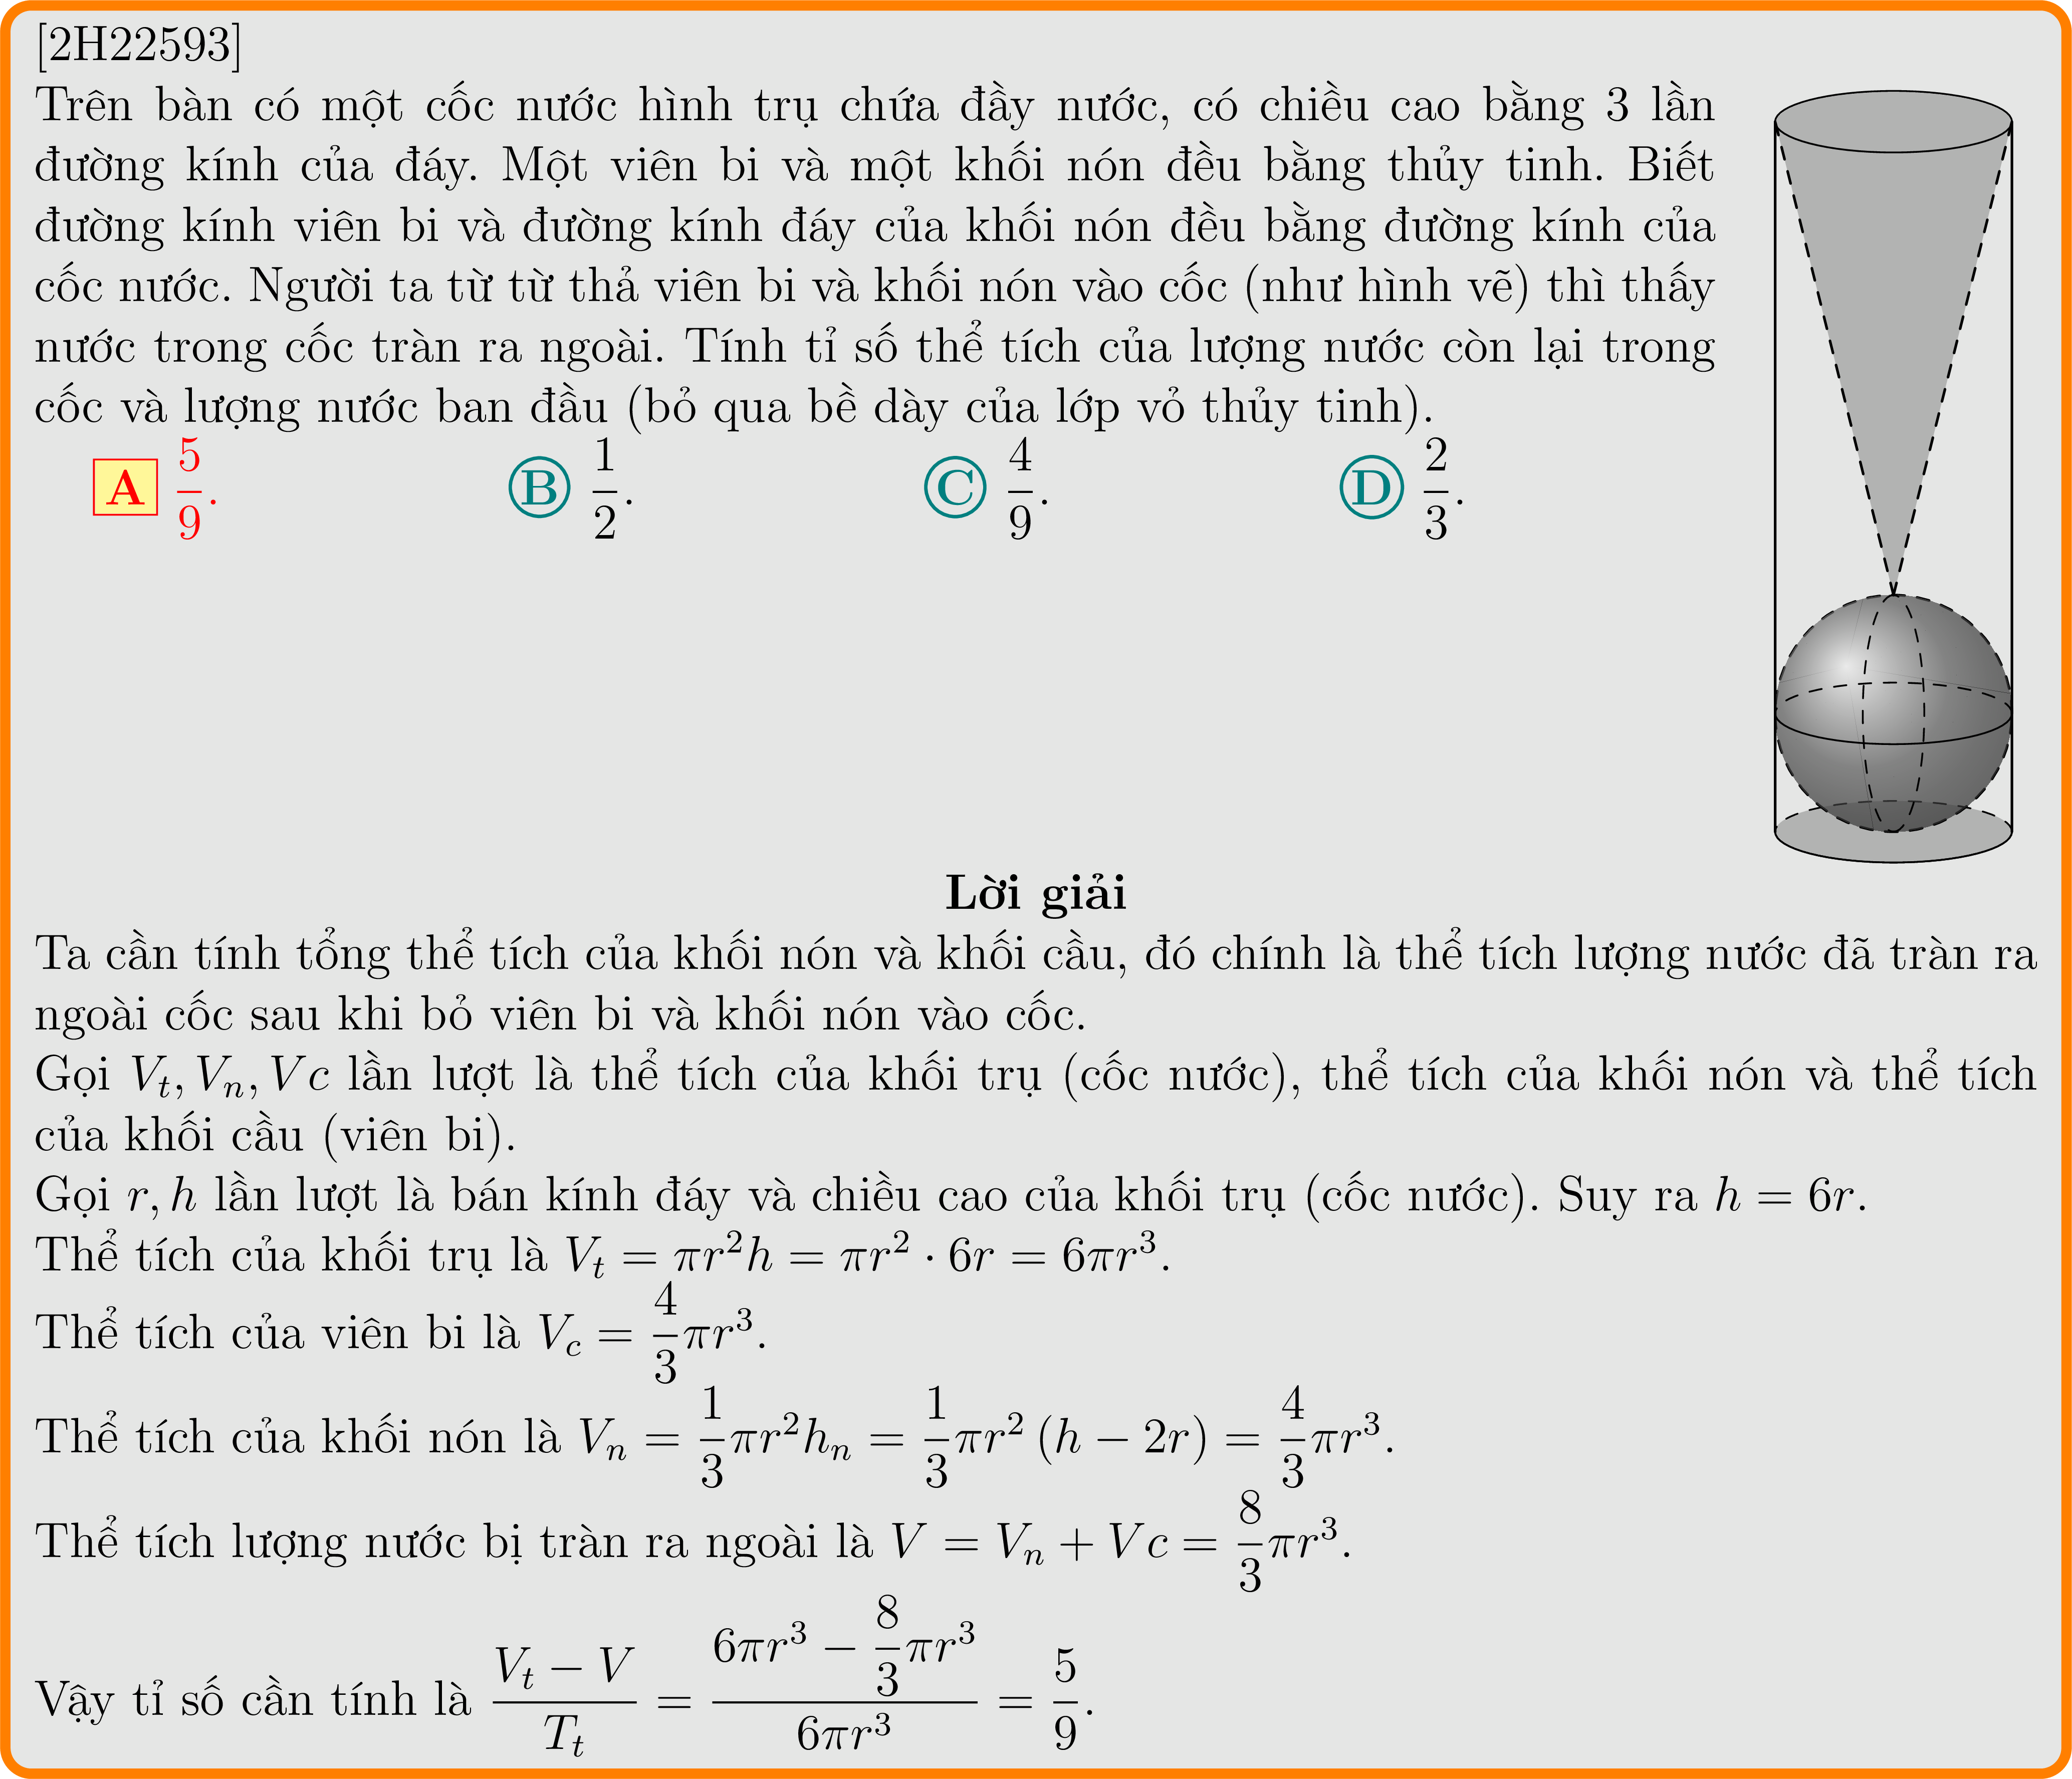 [2H22593]
Trên bàn có một cốc nước hình trụ chứa đầy nước, có chiều cao bằng 3 lần
đường kính của đáy. Một viên bi và một khối nón đều bằng thủy tinh. Biết
đường kính viên bi và đường kính đáy của khối nón đều bằng đường kính của
cốc nước. Người ta từ từ thả viên bi và khối nón vào cốc (như hình vẽ) thì thấy
nước trong cốc tràn ra ngoài. Tính tỉ số thể tích của lượng nước còn lại trong
cốc và lượng nước ban đầu (bỏ qua bề dày của lớp vỏ thủy tinh).
A $\frac{5}{9}$. B $\frac{1}{2}$. C $\frac{4}{9}$. D $\frac{2}{3}$.
Lời giải
Ta cần tính tổng thể tích của khối nón và khối cầu, đó chính là thể tích lượng nước đã tràn ra
ngoài cốc sau khi bỏ viên bi và khối nón vào cốc.
Gọi $V_t, V_n, Vc$ lần lượt là thể tích của khối trụ (cốc nước), thể tích của khối nón và thể tích
của khối cầu (viên bi).
Gọi $r, h$ lần lượt là bán kính đáy và chiều cao của khối trụ (cốc nước). Suy ra $h = 6r$.
Thể tích của khối trụ là $V_t = \pi r^2 h = \pi r^2 \cdot 6r = 6\pi r^3$.
Thể tích của viên bi là $V_c = \frac{4}{3}\pi r^3$.
Thể tích của khối nón là $V_n = \frac{1}{3}\pi r^2 h_n = \frac{1}{3}\pi r^2 (h - 2r) = \frac{4}{3}\pi r^3$.
Thể tích lượng nước bị tràn ra ngoài là $V = V_n + Vc = \frac{8}{3}\pi r^3$.
Vậy tỉ số cần tính là $\frac{V_t - V}{T_t} = \frac{6\pi r^3 - \frac{8}{3}\pi r^3}{6\pi r^3} = \frac{5}{9}$.